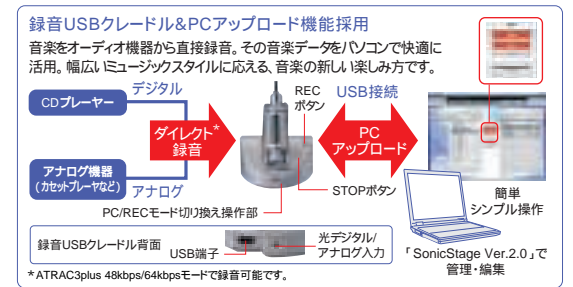 録音USBクレードル&PCアップロード機能採用
音楽をオーディオ機器から直接録音。その音楽データをパソコンで快適に
活用。幅広いミュージックスタイルに応える、音楽の新しい楽しみ方です。
CDプレーヤー
デジタル
REC
ボタン
USB接続
ダイレクト*
録音
PC
アップロード
アナログ機器
(カセットプレーヤなど)
アナログ
STOPボタン
PC/RECモード切り換え操作部
簡単
シンプル操作
録音USBクレードル背面
USB端子
光デジタル/
アナログ入力
「SonicStage Ver.2.0」で
管理・編集
*ATRAC3plus 48kbps/64kbpsモードで録音可能です。